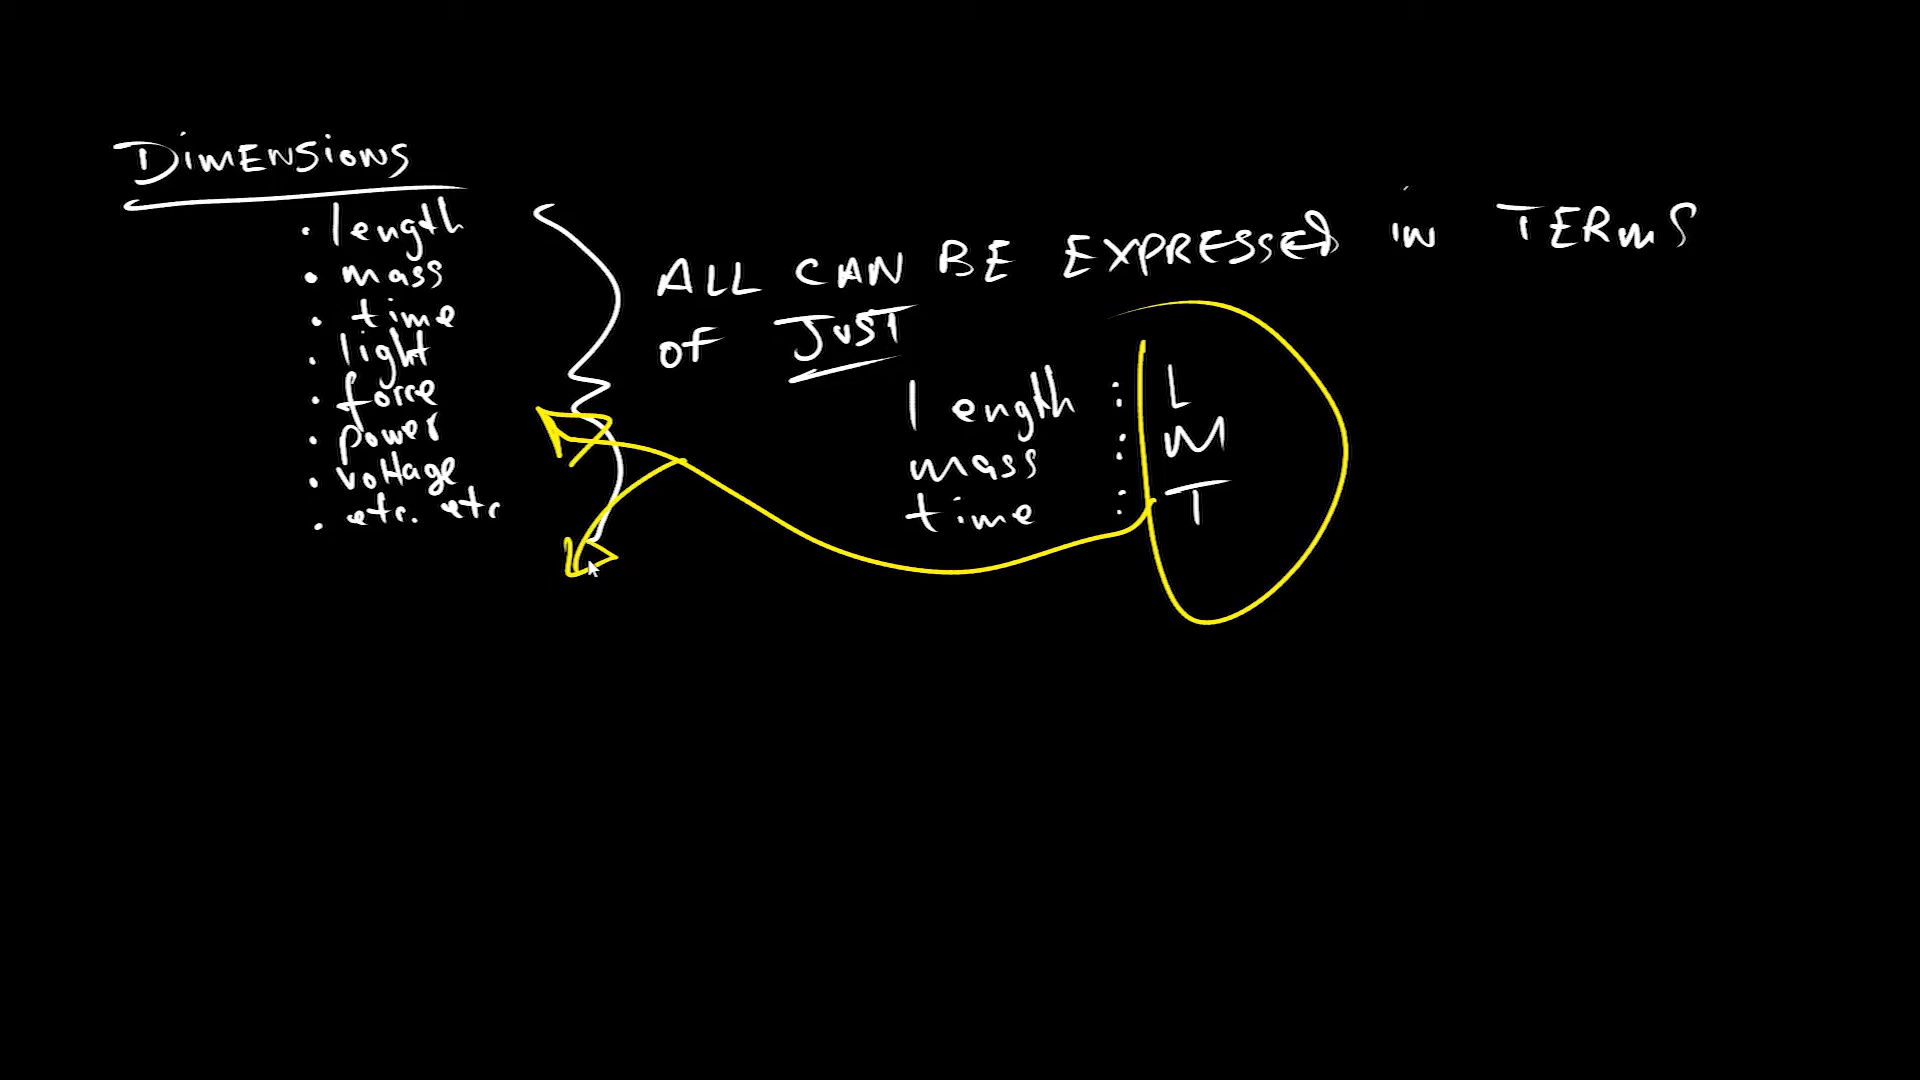 DIMENSIONS
• length
• mass
• time
• light
• force
• power
• voltage
• etc. etc
ALL CAN BE EXPRESSED IN TERMS
OF JUST
length : L
mass : M
time : T